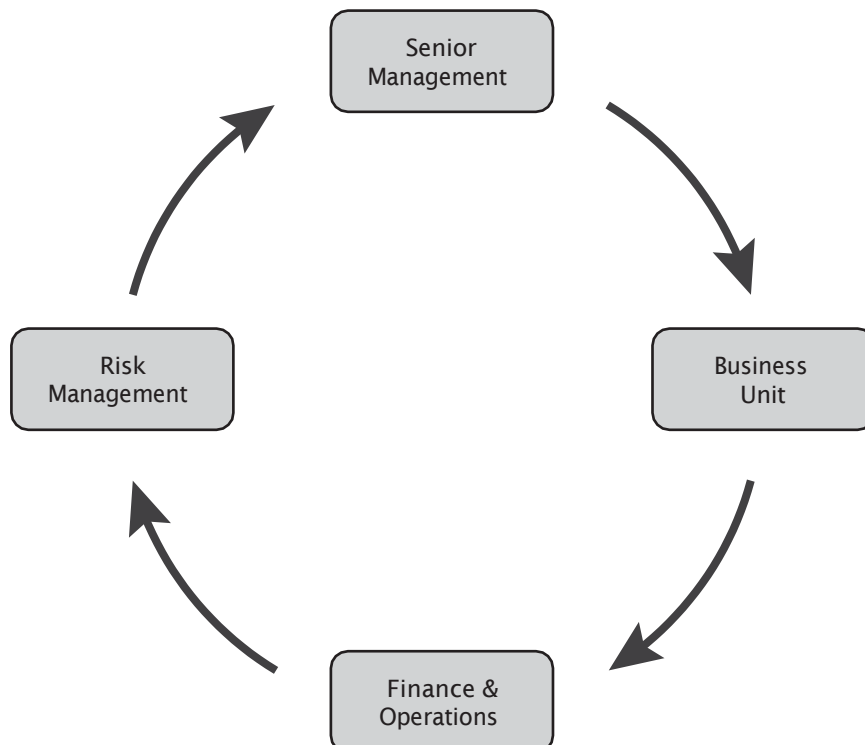 Senior
Management
Risk
Management
Business
Unit
Finance &
Operations